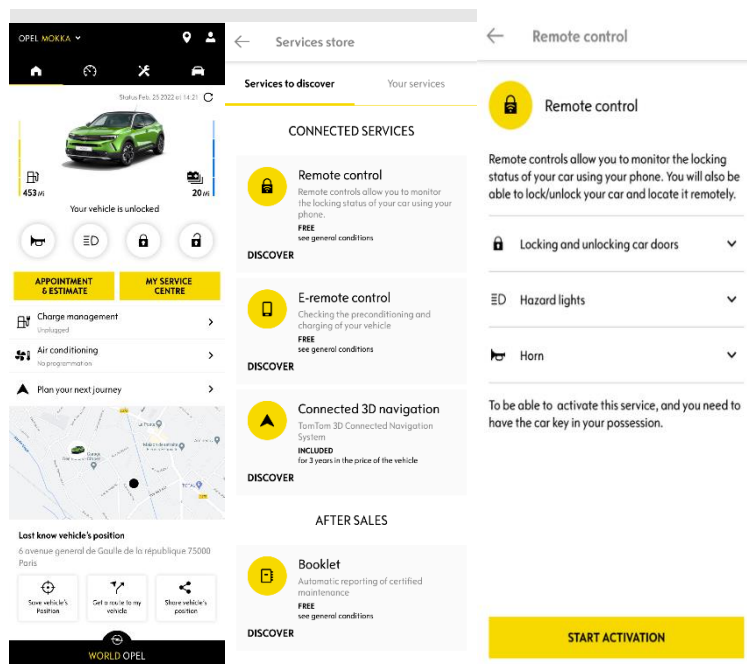 OPEL MOKKA
Status Feb. 23 2022 at 14:21
453 mi
20 mi
Your vehicle is unlocked
APPOINTMENT
& ESTIMATE
MY SERVICE
CENTRE
Charge management
Unplugged
Air conditioning
No programmation
Plan your next journey
Last know vehicle's position
6 avenue general de Gaulle de la république 75000
Paris
Save vehicle's
Position
Get a route to my
vehicle
Share vehicle's
position
WORLD OPEL
Services store
Services to discover
Your services
CONNECTED SERVICES
Remote control
Remote controls allow you to monitor
the locking status of your car using your
phone.
FREE
see general conditions
DISCOVER
E-remote control
Checking the preconditioning and
charging of your vehicle
FREE
see general conditions
DISCOVER
Connected 3D navigation
TomTom 3D Connected Navigation
System
INCLUDED
for 3 years in the price of the vehicle
DISCOVER
AFTER SALES
Booklet
Automatic reporting of certified
maintenance
FREE
see general conditions
DISCOVER
Remote control
Remote control
Remote controls allow you to monitor the locking
status of your car using your phone. You will also be
able to lock/unlock your car and locate it remotely.
Locking and unlocking car doors
Hazard lights
Horn
To be able to activate this service, and you need to
have the car key in your possession.
START ACTIVATION